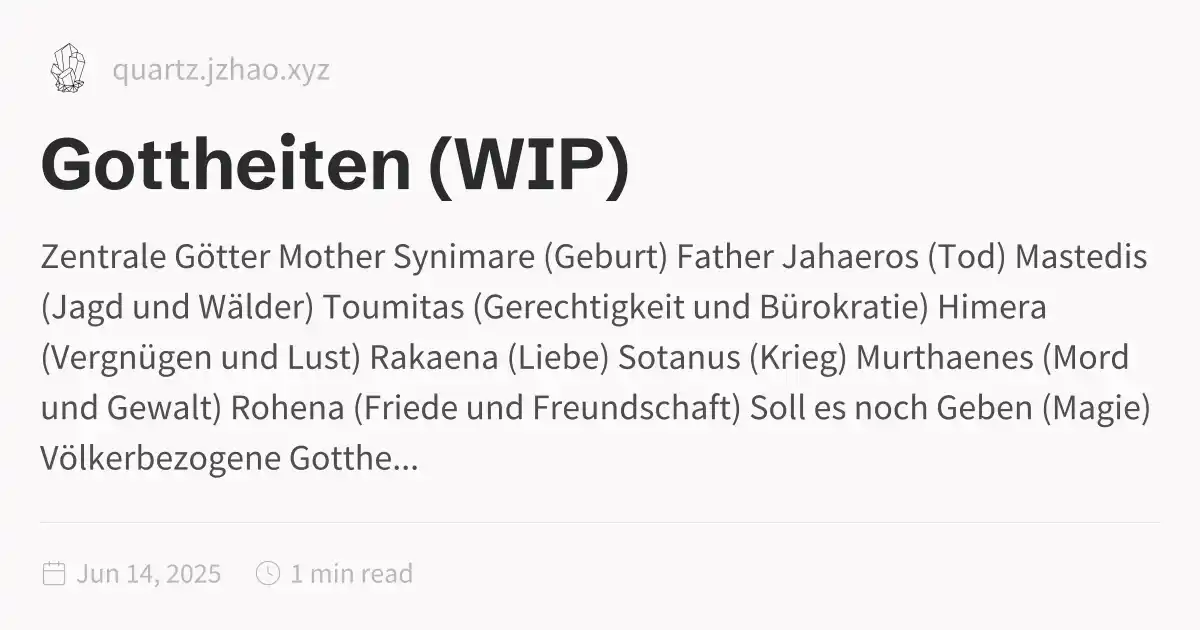 quartz.jzhao.xyz
Gottheiten (WIP)
Zentrale Götter Mother Synimare (Geburt) Father Jahaeros (Tod) Mastedis
(Jagd und Wälder) Toumitas (Gerechtigkeit und Bürokratie) Himera
(Vergnügen und Lust) Rakaena (Liebe) Sotanus (Krieg) Murthaenes (Mord
und Gewalt) Rohena (Friede und Freundschaft) Soll es noch Geben (Magie)
Völkerbezogene Gotthe...
Jun 14, 2025 1 min read